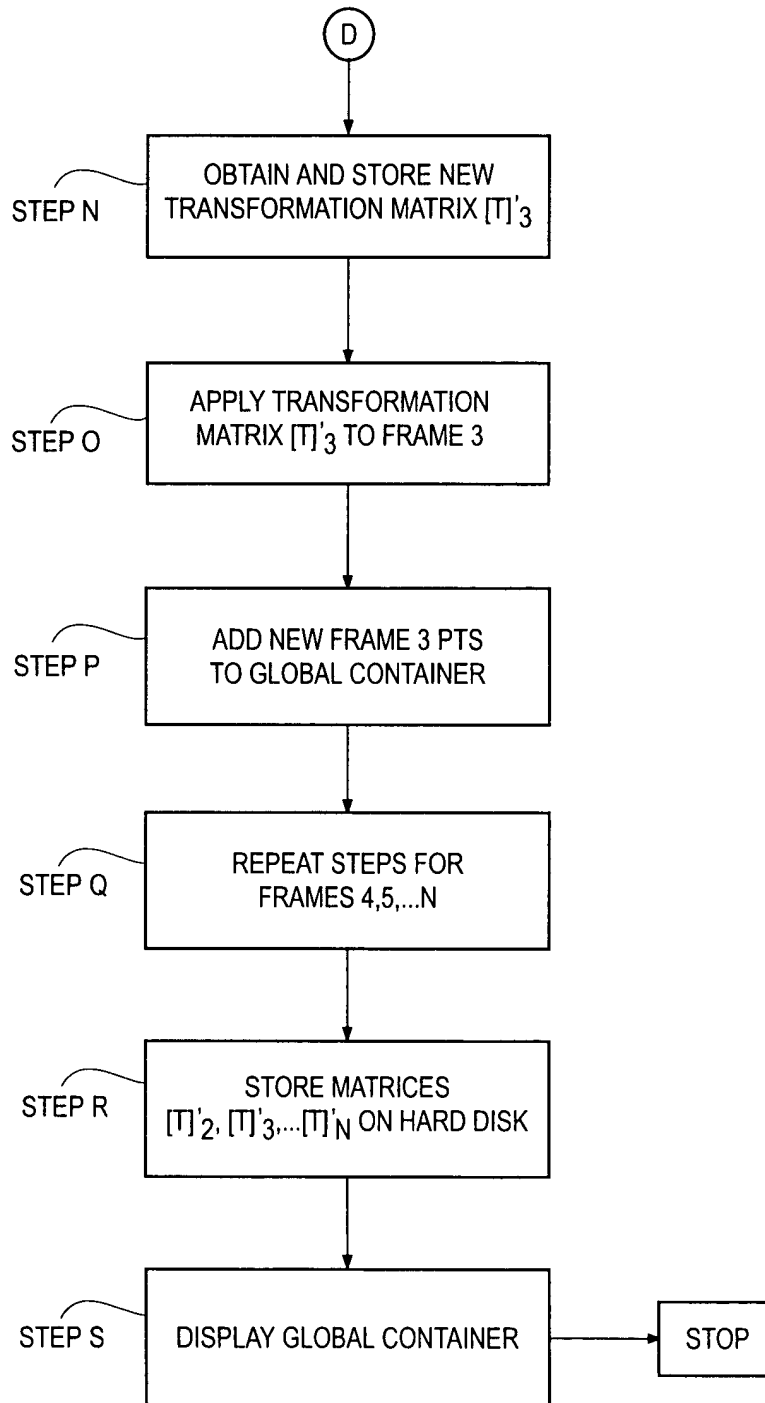 D
STEP N
OBTAIN AND STORE NEW
TRANSFORMATION MATRIX [T]'3
STEP O
APPLY TRANSFORMATION
MATRIX [T]'3 TO FRAME 3
STEP P
ADD NEW FRAME 3 PTS
TO GLOBAL CONTAINER
STEP Q
REPEAT STEPS FOR
FRAMES 4,5,...N
STEP R
STORE MATRICES
[T]'2, [T]'3,...[T]'N ON HARD DISK
STEP S
DISPLAY GLOBAL CONTAINER
STOP